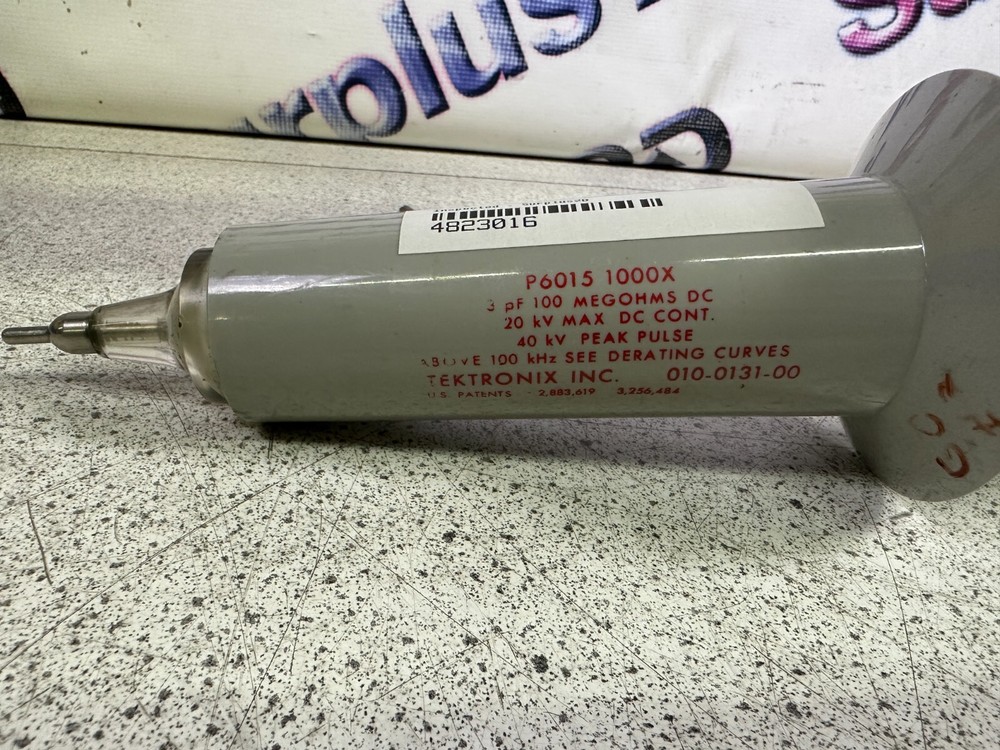 urplus
4823016
P6015 1000X
3 pF 100 MEGOHMS DC
20 kV MAX DC CONT.
40 kV PEAK PULSE
ABOVE 100 kHz SEE DERATING CURVES
TEKTRONIX INC. 010-0131-00
U.S. PATENTS 2,883,619 3,256,484